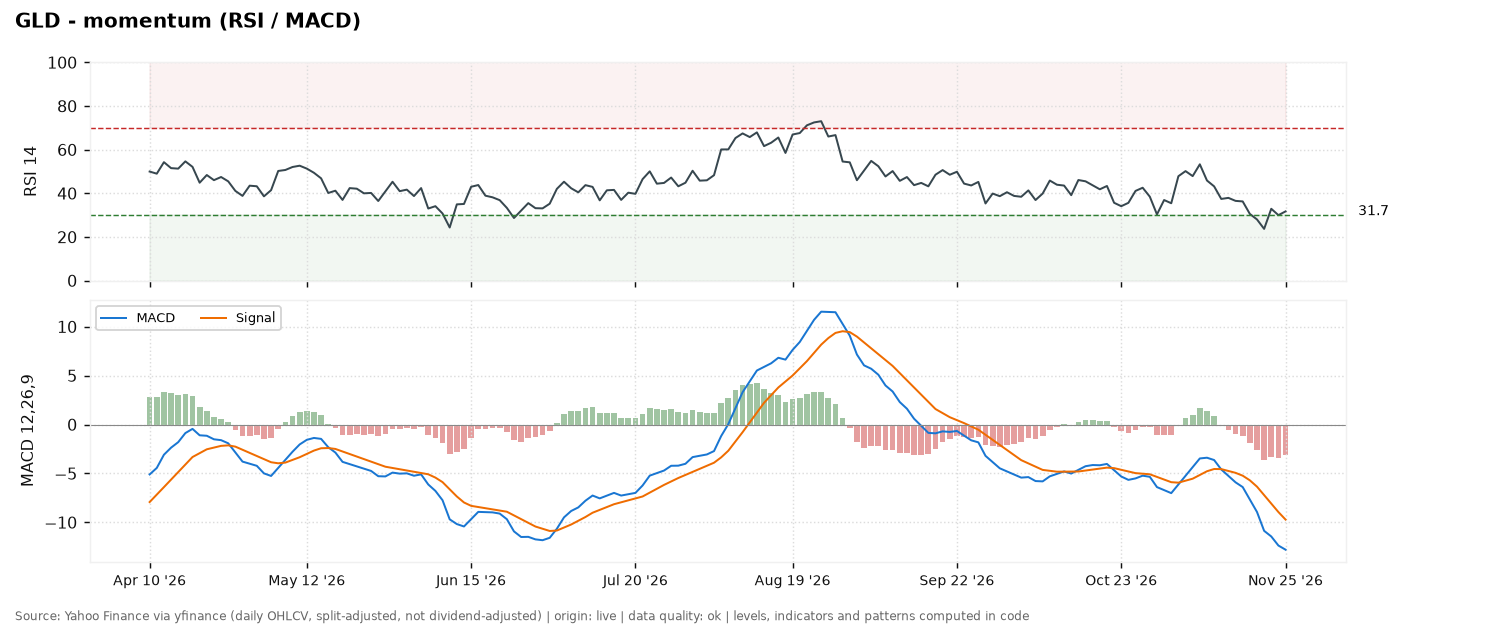 GLD - momentum (RSI / MACD)
100
80
60
40
20
0
RSI 14
31.7
MACD
Signal
10
5
0
−5
−10
MACD 12,26,9
Apr 10 '26
May 12 '26
Jun 15 '26
Jul 20 '26
Aug 19 '26
Sep 22 '26
Oct 23 '26
Nov 25 '26
Source: Yahoo Finance via yfinance (daily OHLCV, split-adjusted, not dividend-adjusted) | origin: live | data quality: ok | levels, indicators and patterns computed in code